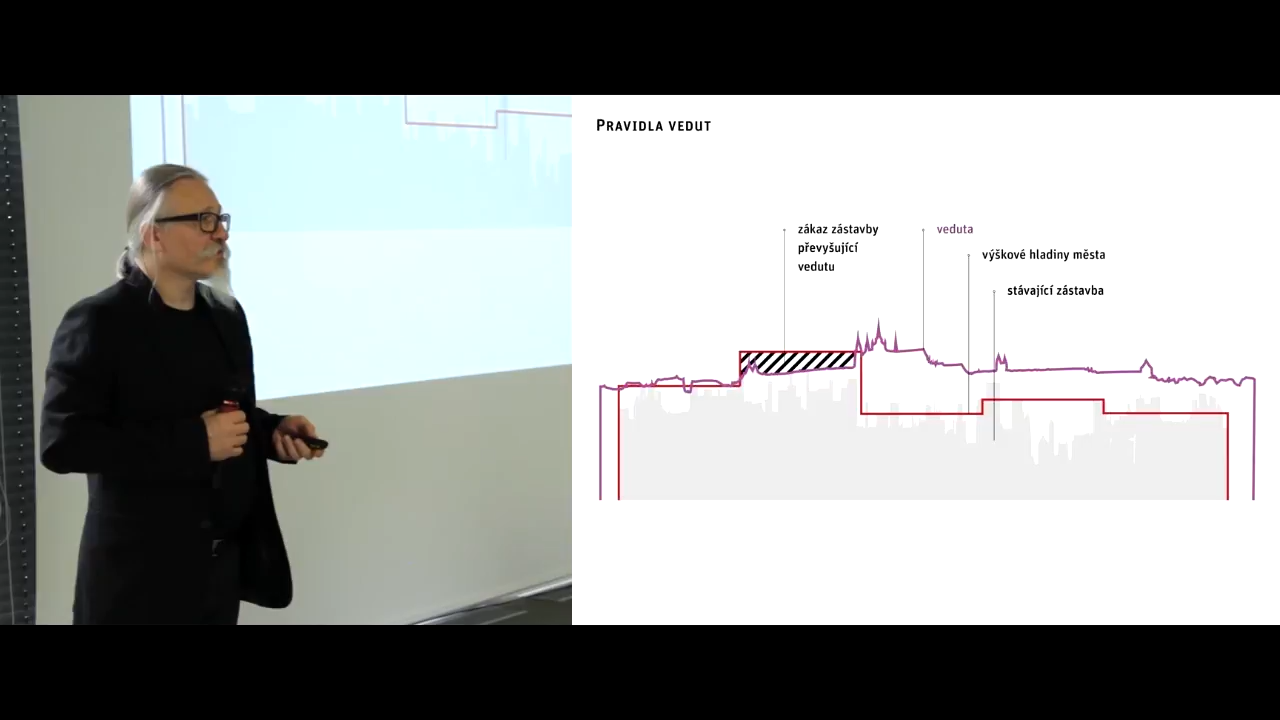 PRAVIDLA VEDUT
zákaz zástavby
převyšující
vedutu
veduta
výškové hladiny města
stávající zástavba